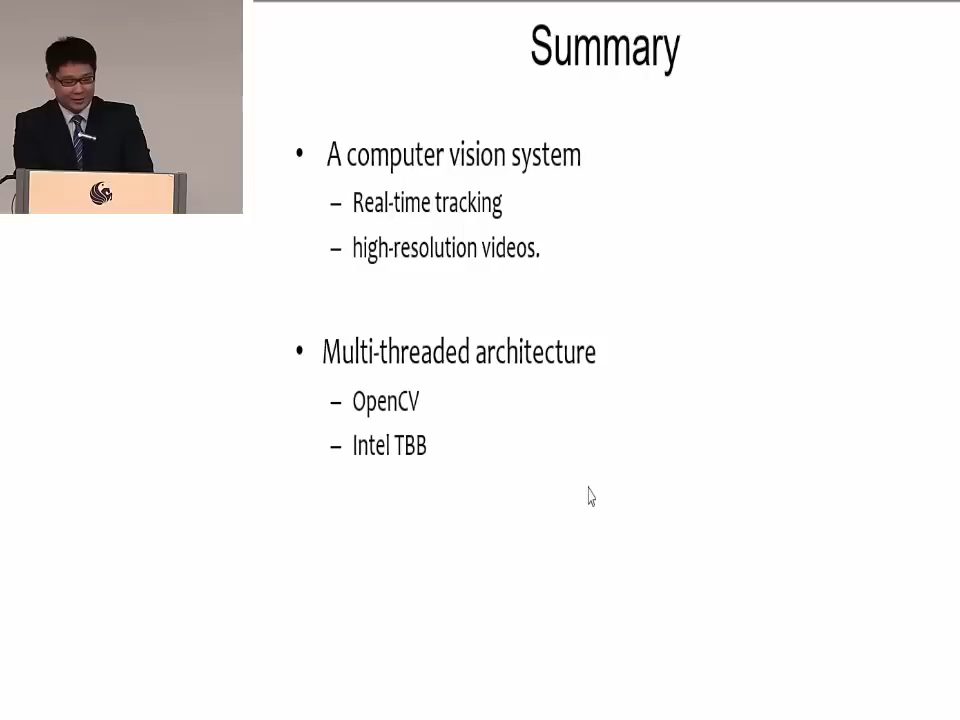 Summary
• A computer vision system
– Real-time tracking
– high-resolution videos.
• Multi-threaded architecture
– OpenCV
– Intel TBB